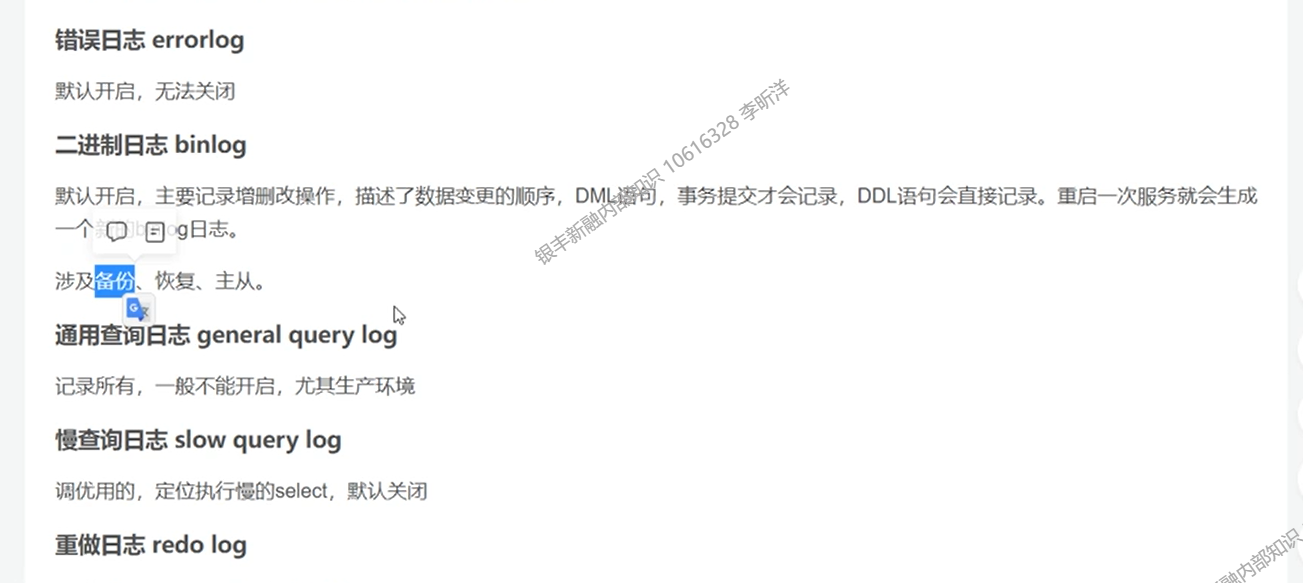 错误日志 errorlog
默认开启，无法关闭
二进制日志 binlog
默认开启，主要记录增删改操作，描述了数据变更的顺序，DML语句，事务提交才会记录，DDL语句会直接记录。重启一次服务就会生成
一个新的binlog日志。
涉及备份、恢复、主从。
通用查询日志 general query log
记录所有，一般不能开启，尤其生产环境
慢查询日志 slow query log
调优用的，定位执行慢的select，默认关闭
重做日志 redo log
银丰新融内部知识 10616328 李昕洋
融内部知识